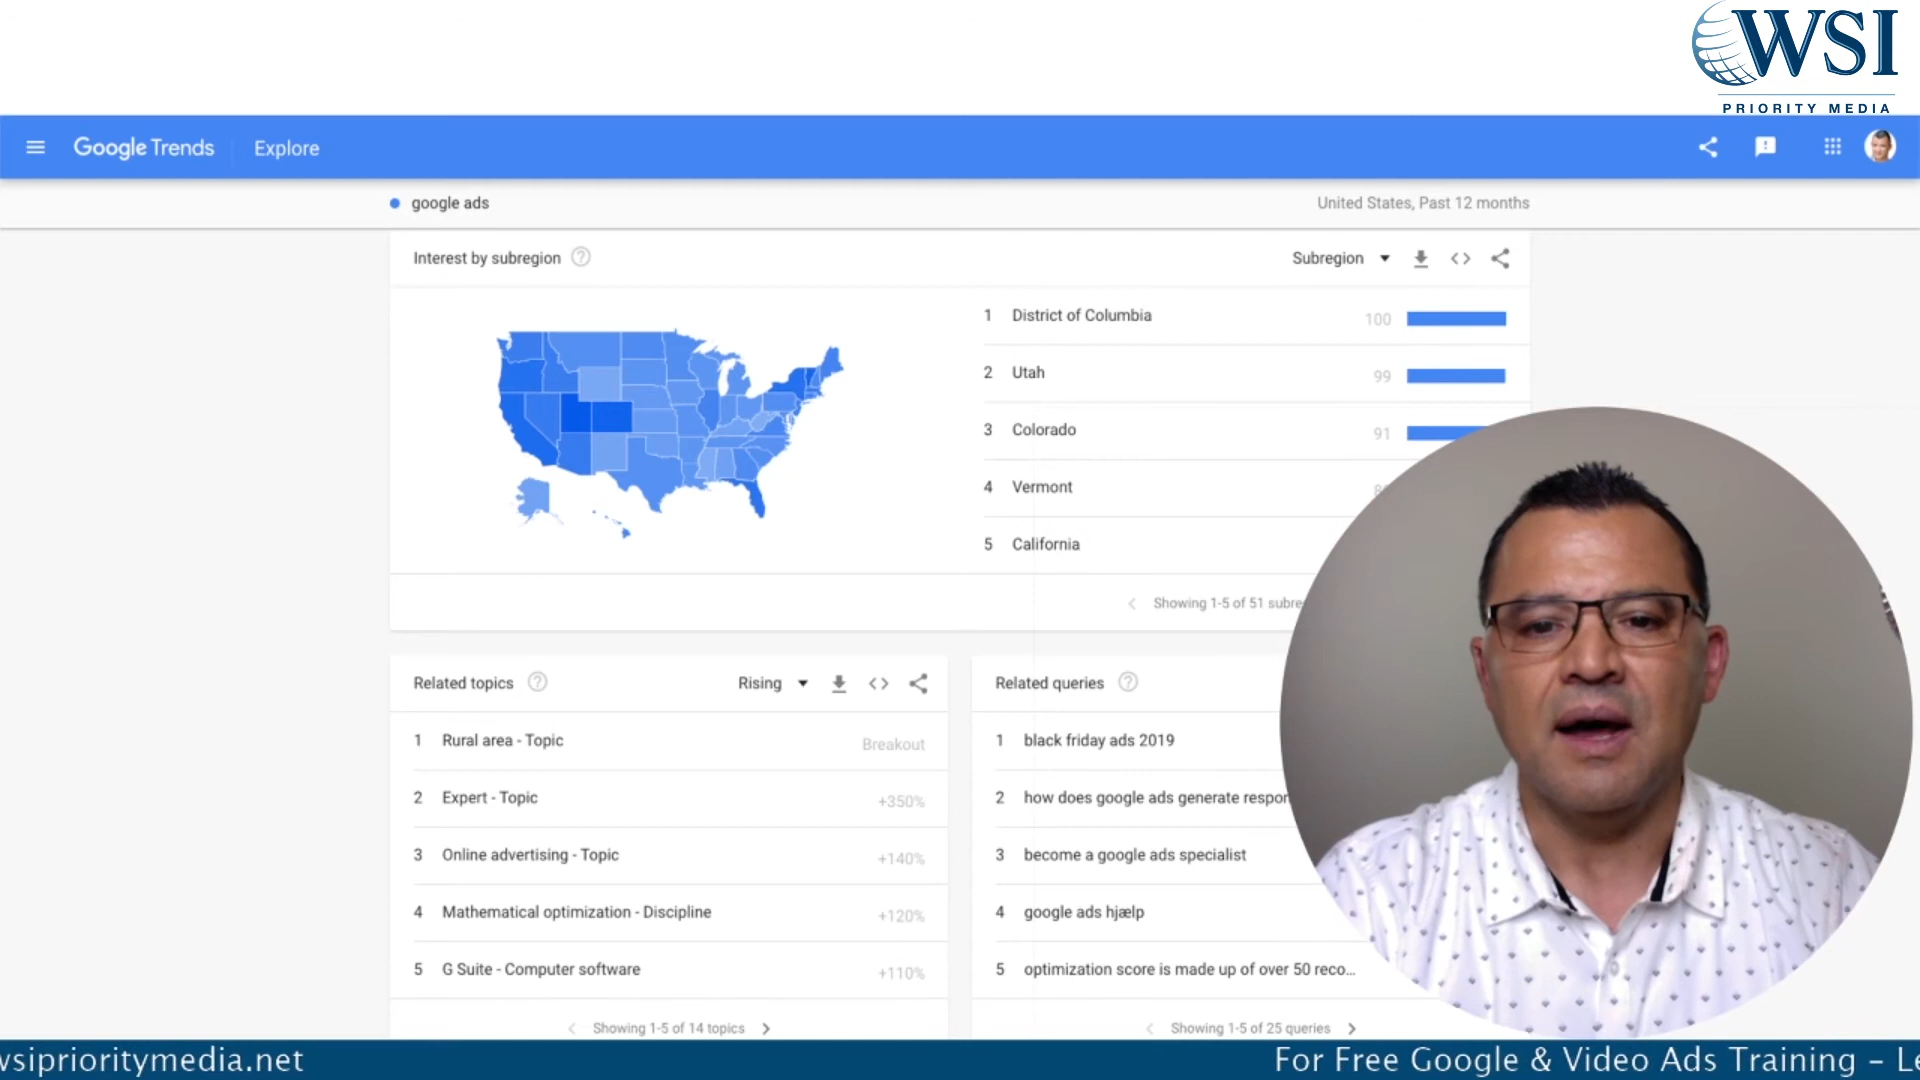 WSI
PRIORITY MEDIA
Google Trends
Explore
google ads
United States, Past 12 months
Interest by subregion
Subregion
1 District of Columbia 100
2 Utah 99
3 Colorado 91
4 Vermont
5 California
Showing 1-5 of 51 subre
Related topics
Rising
1 Rural area - Topic Breakout
2 Expert - Topic +350%
3 Online advertising - Topic +140%
4 Mathematical optimization - Discipline +120%
5 G Suite - Computer software +110%
Showing 1-5 of 14 topics
Related queries
1 black friday ads 2019
2 how does google ads generate respon
3 become a google ads specialist
4 google ads hjælp
5 optimization score is made up of over 50 reco...
Showing 1-5 of 25 queries
wsiprioritymedia.net
For Free Google & Video Ads Training – Le